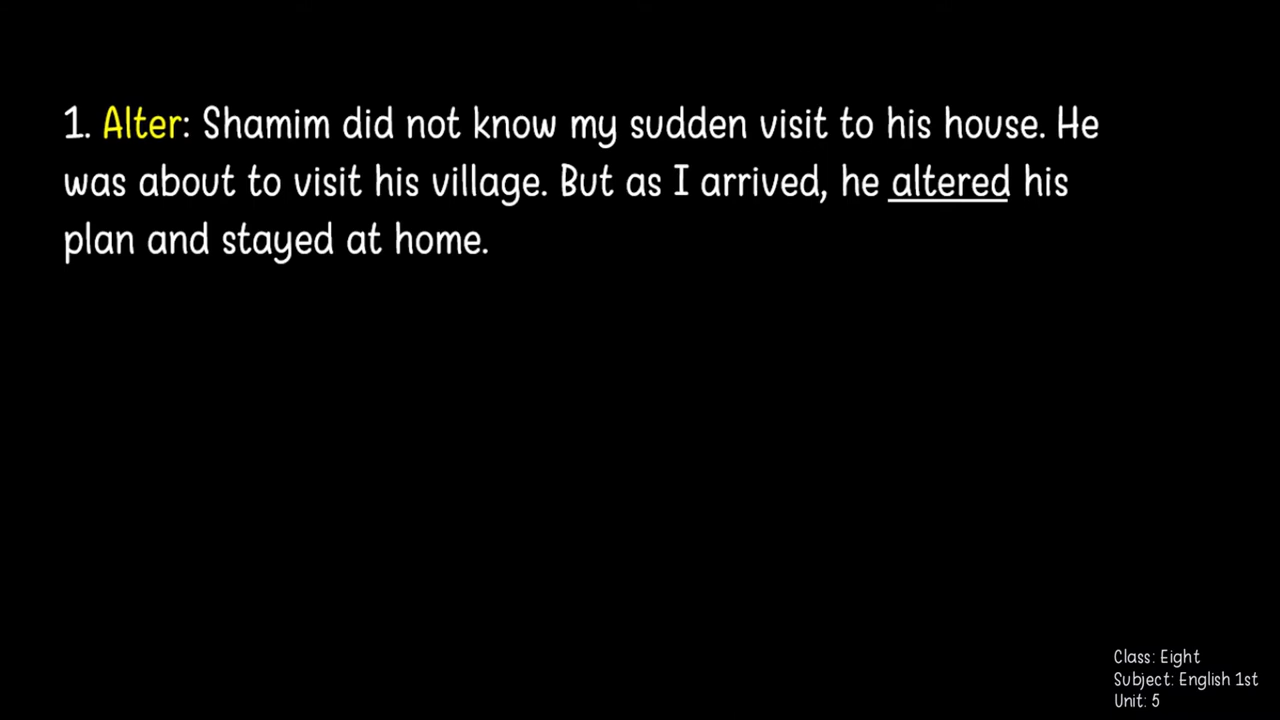 1. Alter: Shamim did not know my sudden visit to his house. He
was about to visit his village. But as I arrived, he altered his
plan and stayed at home.
Class: Eight
Subject: English 1st
Unit: 5